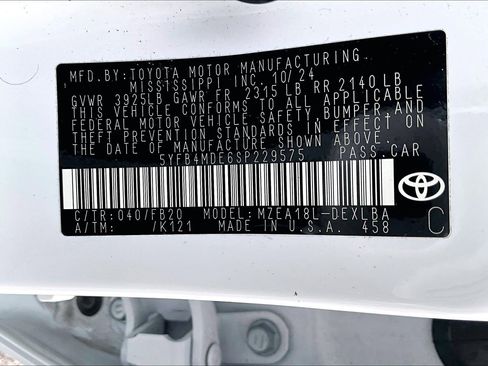 MFD.BY:TOYOTA MOTOR MANUFACTURING,
MISSISSIPPI, INC. 10/24
GVWR 3925LB GAWR FR 2315 LB RR 2140 LB
THIS VEHICLE CONFORMS TO ALL APPLICABLE
FEDERAL MOTOR VEHICLE SAFETY, BUMPER, AND
THEFT PREVENTION STANDARDS IN EFFECT ON
THE DATE OF MANUFACTURE SHOWN ABOVE.
5YFB4MDE6SP229575 PASS.CAR
C/TR: 040/FB20 MODEL: MZEA18L-DEXLBA
A/TM: /K121 MADE IN U.S.A. 458
C